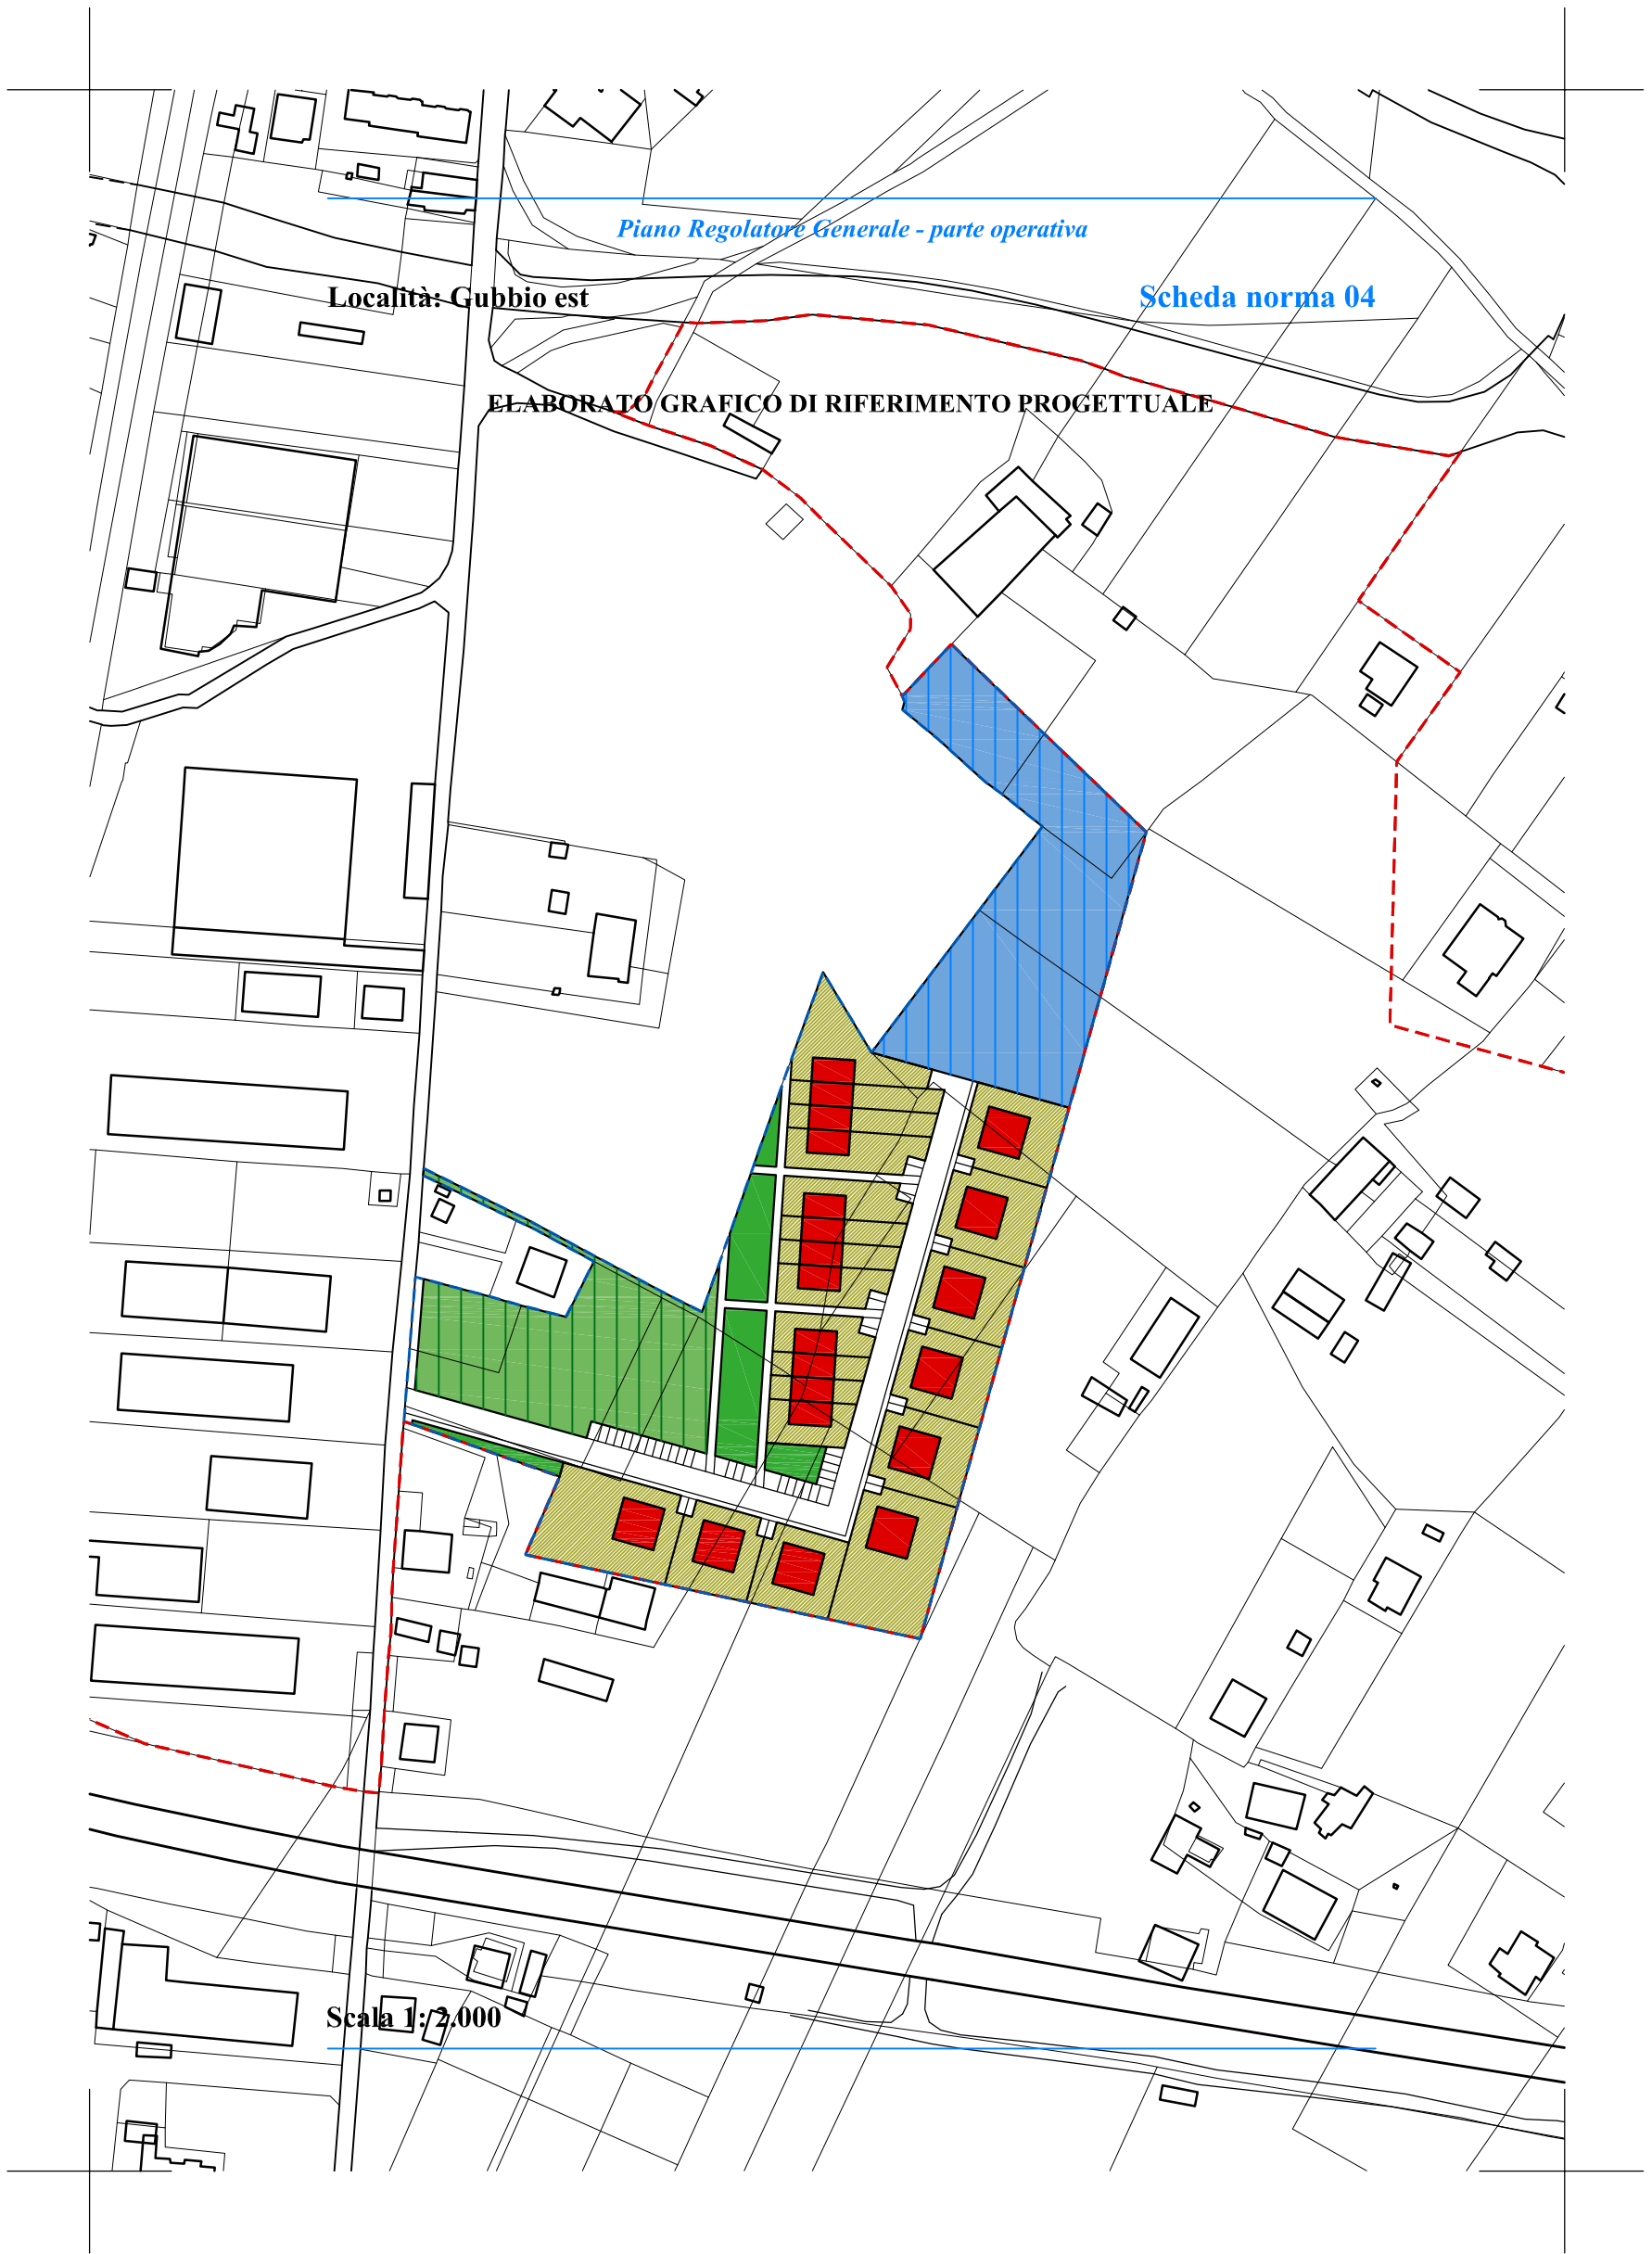 Piano Regolatore Generale - parte operativa
Località: Gubbio est
Scheda norma 04
ELABORATO GRAFICO DI RIFERIMENTO PROGETTUALE
Scala 1: 2.000